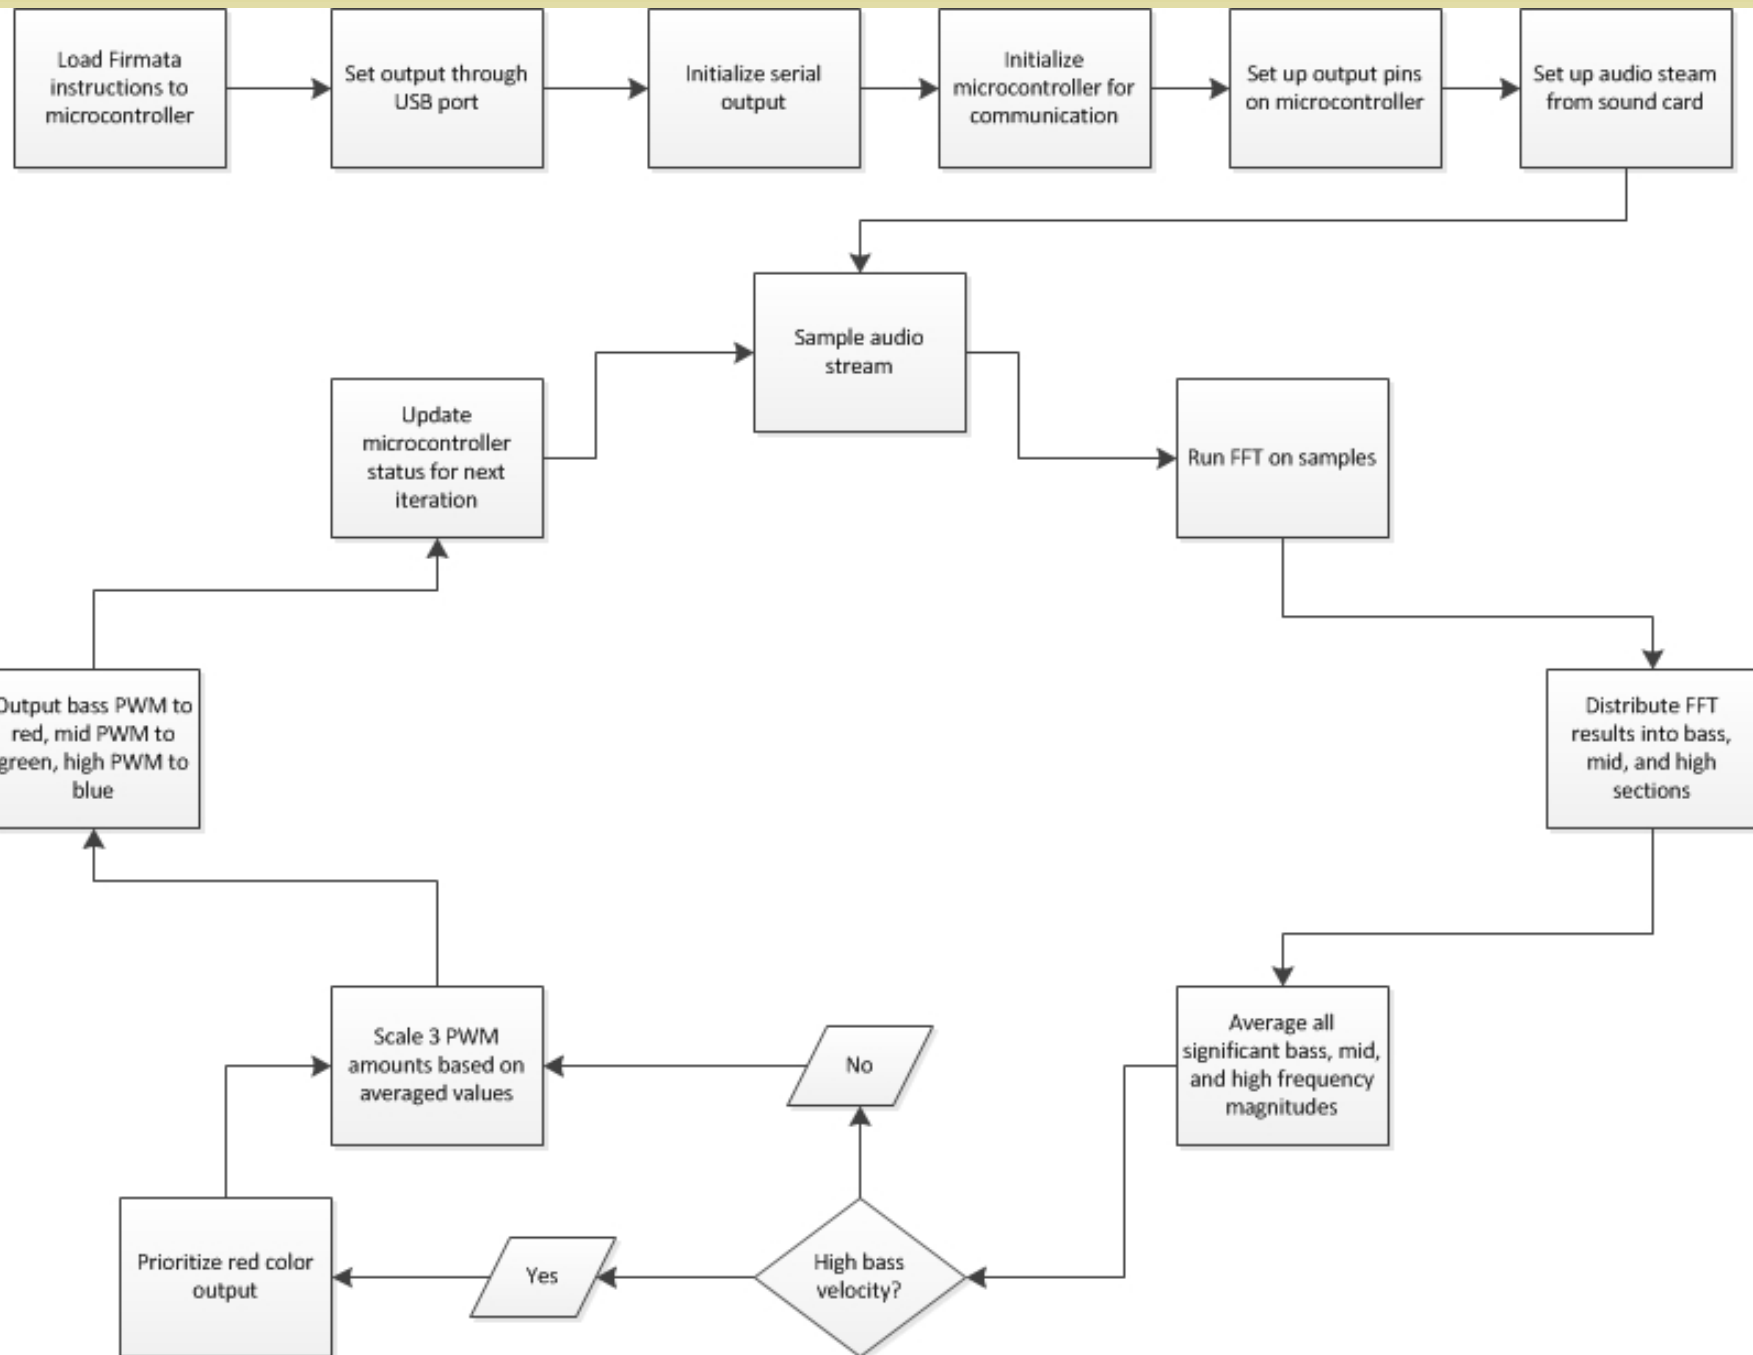 Load Firmata
instructions to
microcontroller
Set output through
USB port
Initialize serial
output
Initialize
microcontroller for
communication
Set up output pins
on microcontroller
Set up audio steam
from sound card
Sample audio
stream
Update
microcontroller
status for next
iteration
Run FFT on samples
Output bass PWM to
red, mid PWM to
green, high PWM to
blue
Distribute FFT
results into bass,
mid, and high
sections
Average all
significant bass, mid,
and high frequency
magnitudes
Scale 3 PWM
amounts based on
averaged values
No
High bass
velocity?
Yes
Prioritize red color
output